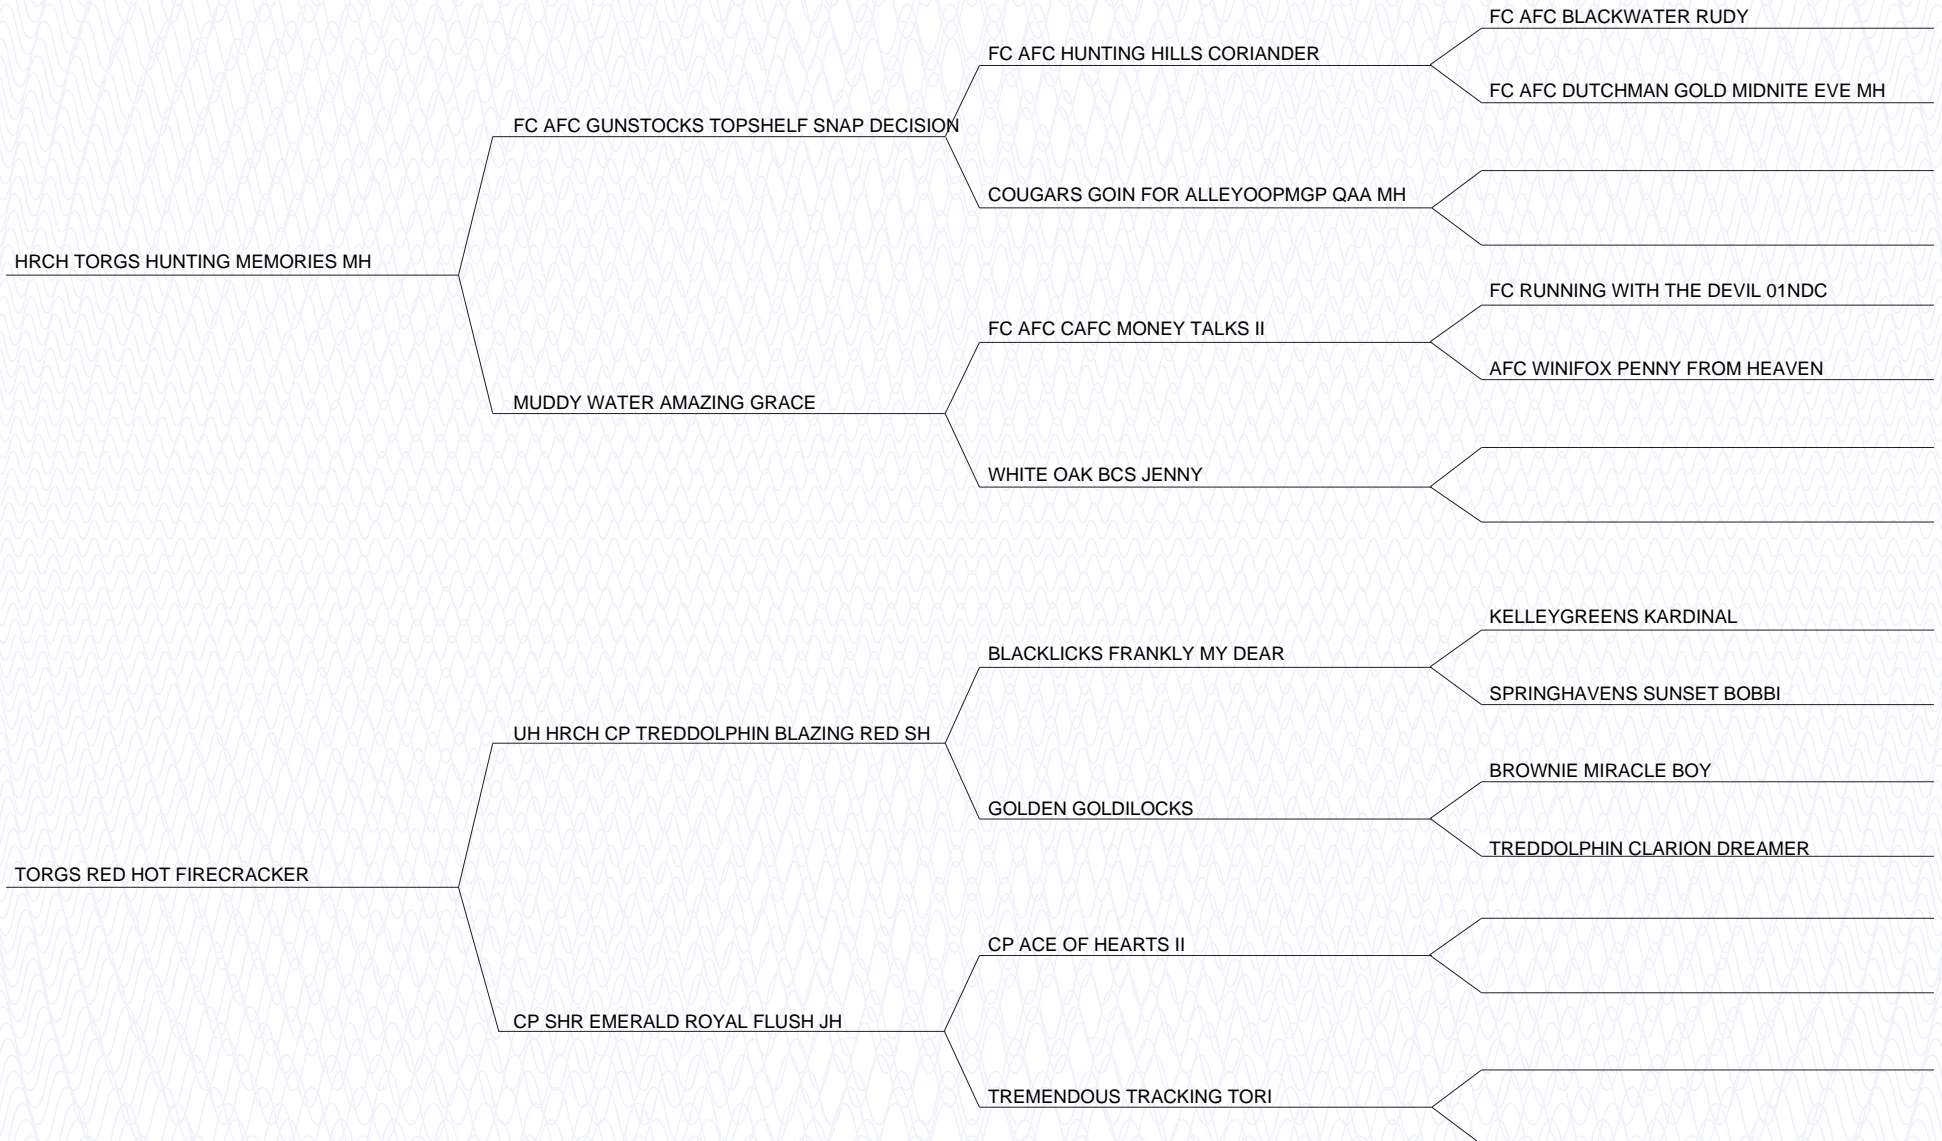 FC AFC BLACKWATER RUDY
FC AFC HUNTING HILLS CORIANDER
FC AFC DUTCHMAN GOLD MIDNITE EVE MH
FC AFC GUNSTOCKS TOPSHELF SNAP DECISION
COUGARS GOIN FOR ALLEYOOPMGP QAA MH
HRCH TORGS HUNTING MEMORIES MH
FC RUNNING WITH THE DEVIL 01NDC
FC AFC CAFC MONEY TALKS II
AFC WINIFOX PENNY FROM HEAVEN
MUDDY WATER AMAZING GRACE
WHITE OAK BCS JENNY
KELLEYGREENS KARDINAL
BLACKLICKS FRANKLY MY DEAR
SPRINGHAVENS SUNSET BOBBI
UH HRCH CP TREDDOLPHIN BLAZING RED SH
BROWNIE MIRACLE BOY
GOLDEN GOLDILOCKS
TREDDOLPHIN CLARION DREAMER
TORGS RED HOT FIRECRACKER
CP ACE OF HEARTS II
CP SHR EMERALD ROYAL FLUSH JH
TREMENDOUS TRACKING TORI